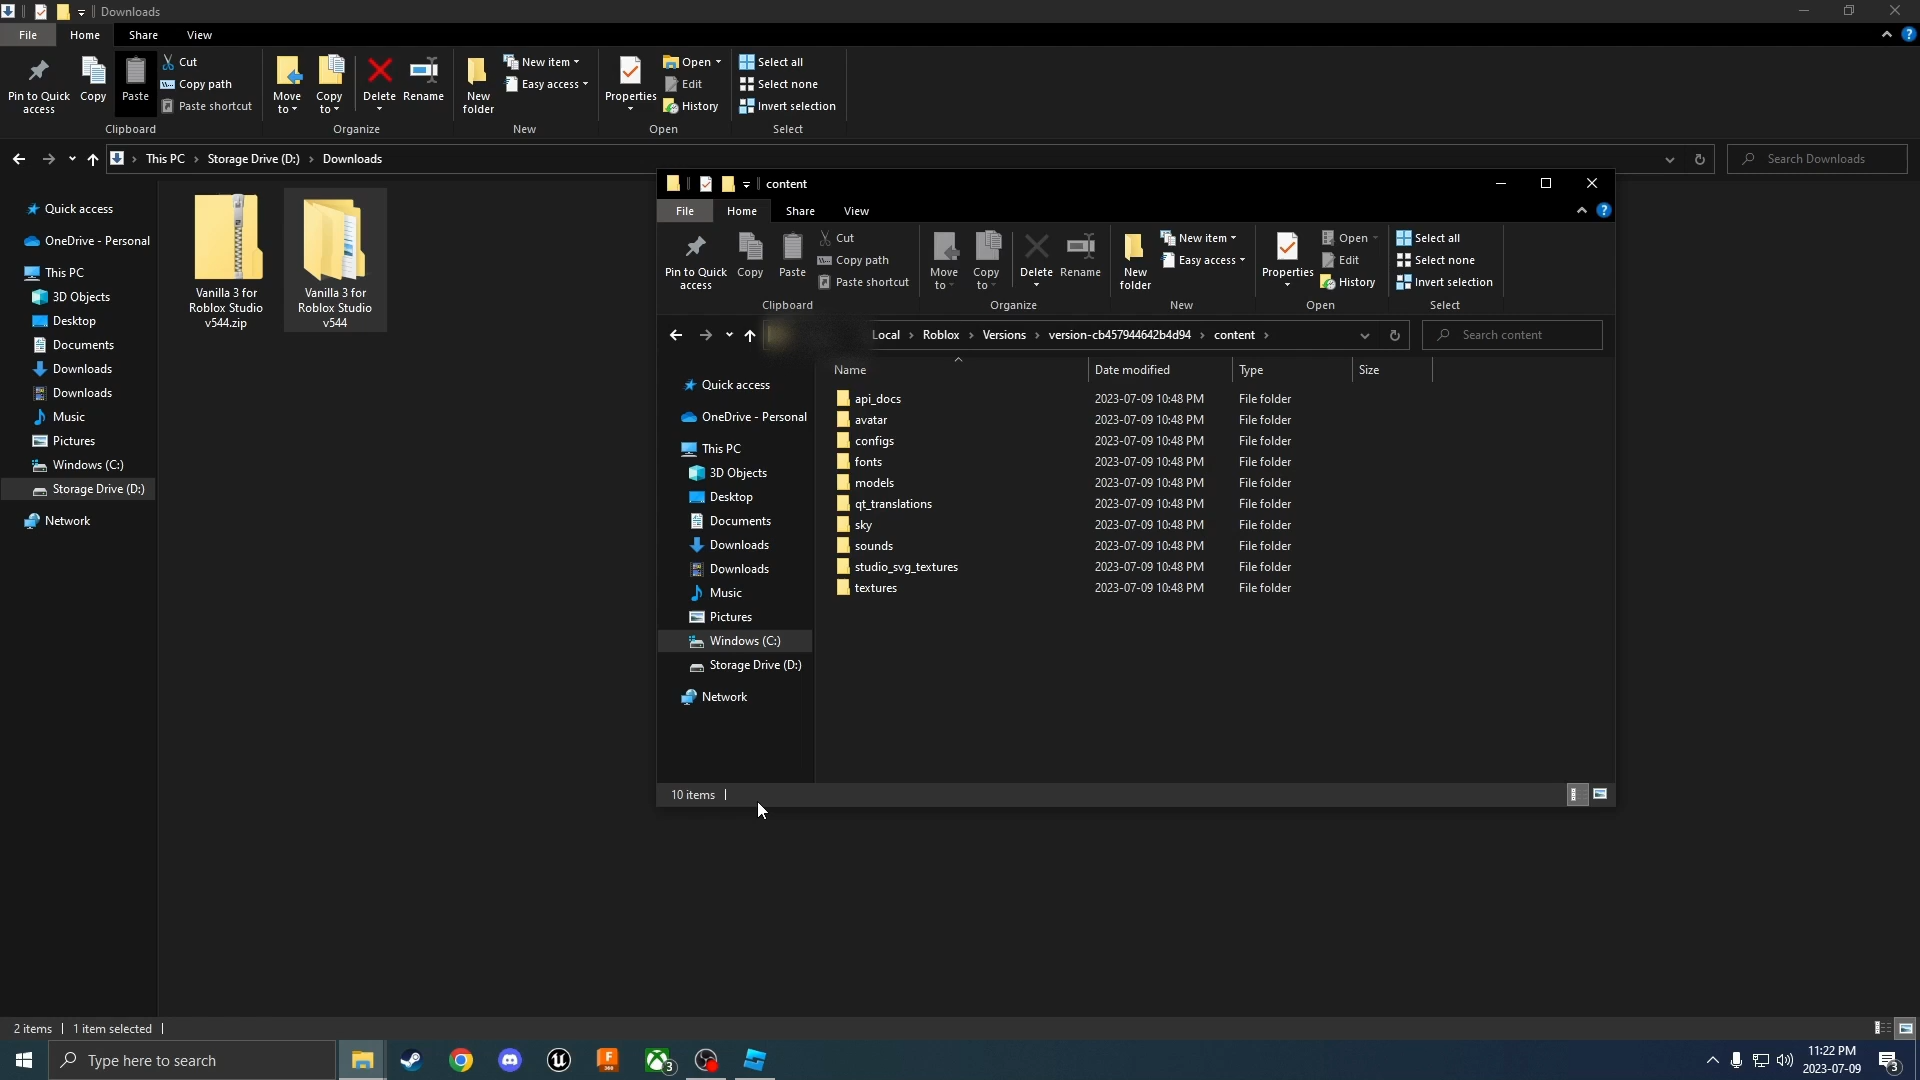 Downloads
File Home Share View
Pin to Quick access
Copy
Paste
Cut
Copy path
Paste shortcut
Clipboard
Move to
Copy to
Delete
Rename
Organize
New folder
New item
Easy access
New
Properties
Open
Edit
History
Open
Select all
Select none
Invert selection
Select
This PC › Storage Drive (D:) › Downloads
Search Downloads
Quick access
OneDrive - Personal
This PC
3D Objects
Desktop
Documents
Downloads
Downloads
Music
Pictures
Windows (C:)
Storage Drive (D:)
Network
Vanilla 3 for
Roblox Studio
v544.zip
Vanilla 3 for
Roblox Studio
v544
content
File Home Share View
Pin to Quick access
Copy
Paste
Cut
Copy path
Paste shortcut
Clipboard
Move to
Copy to
Delete
Rename
Organize
New folder
New item
Easy access
New
Properties
Open
Edit
History
Open
Select all
Select none
Invert selection
Select
Local › Roblox › Versions › version-cb457944642b4d94 › content ›
Search content
Quick access
OneDrive - Personal
This PC
3D Objects
Desktop
Documents
Downloads
Downloads
Music
Pictures
Windows (C:)
Storage Drive (D:)
Network
Name Date modified Type Size
api_docs 2023-07-09 10:48 PM File folder
avatar 2023-07-09 10:48 PM File folder
configs 2023-07-09 10:48 PM File folder
fonts 2023-07-09 10:48 PM File folder
models 2023-07-09 10:48 PM File folder
qt_translations 2023-07-09 10:48 PM File folder
sky 2023-07-09 10:48 PM File folder
sounds 2023-07-09 10:48 PM File folder
studio_svg_textures 2023-07-09 10:48 PM File folder
textures 2023-07-09 10:48 PM File folder
10 items
2 items 1 item selected
Type here to search
F
360
3
11:22 PM
2023-07-09
3